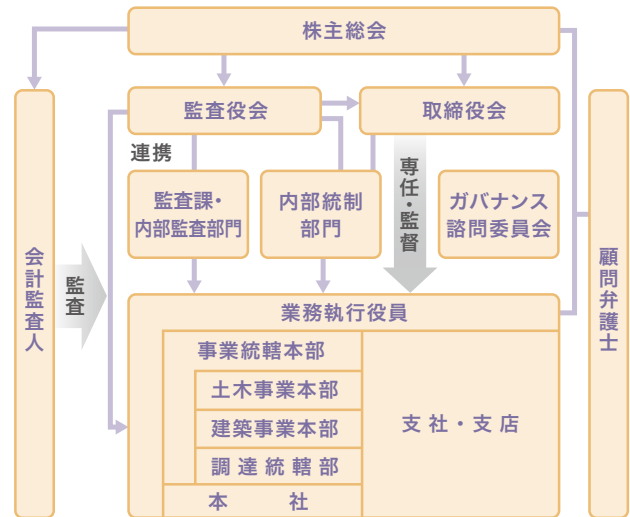 株主総会
監査役会
取締役会
連携
監査課・
内部監査部門
内部統制
部門
専任・監督
ガバナンス
諮問委員会
会計監査人
監査
顧問弁護士
業務執行役員
事業統轄本部
土木事業本部
建築事業本部
調達統轄部
本社
支社・支店